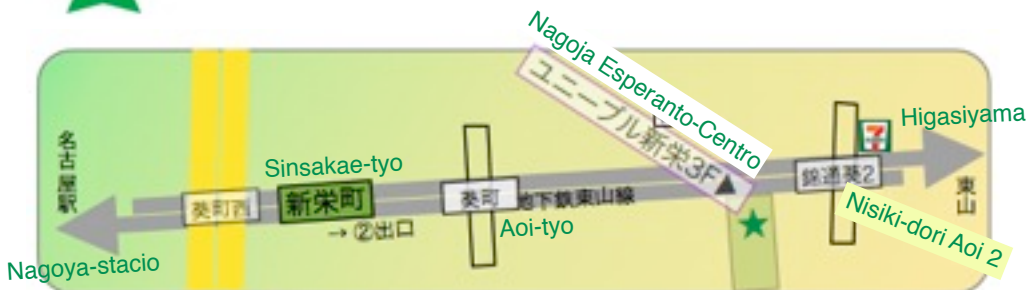 Nagoja Esperanto-Centro
ユニーブル新栄3F
名古屋駅
Higasiyama
Sinsakae-tyo
葵町西
新栄町
→ ②出口
葵町
地下鉄東山線
錦通葵2
7
東山
Aoi-tyo
Nisiki-dori Aoi 2
Nagoya-stacio